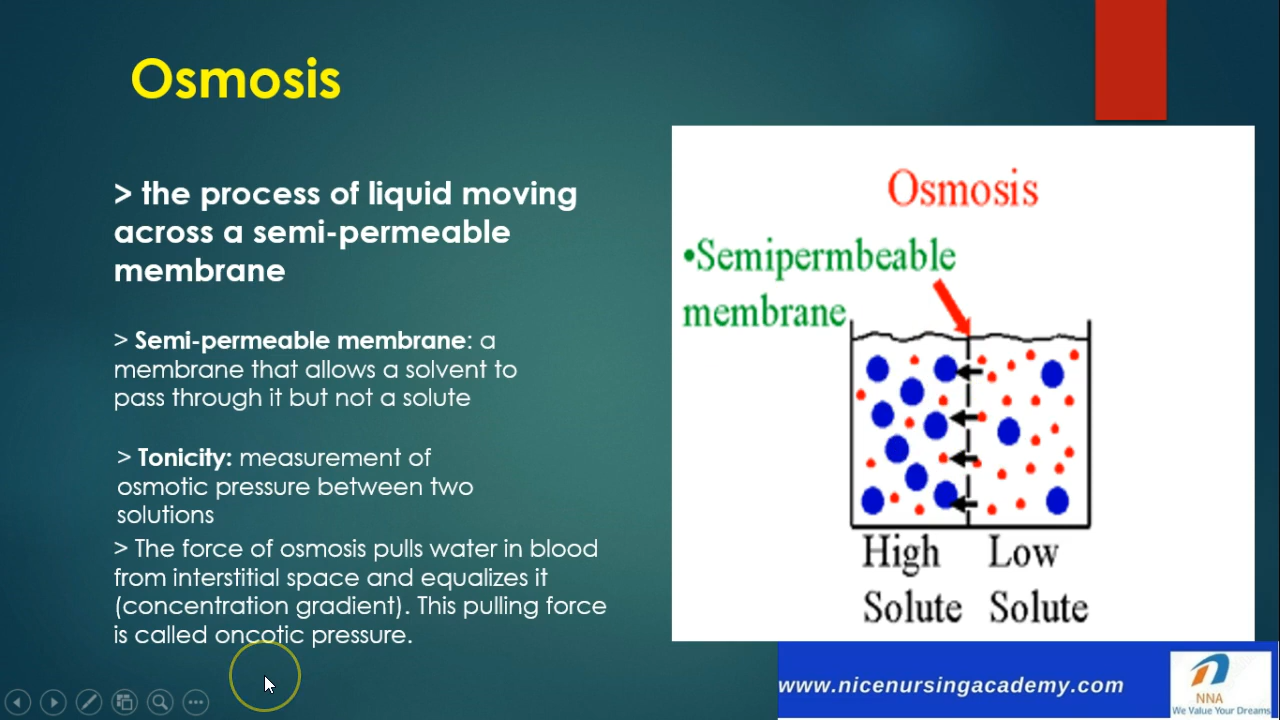 Osmosis
> the process of liquid moving
across a semi-permeable
membrane
> Semi-permeable membrane: a
membrane that allows a solvent to
pass through it but not a solute
> Tonicity: measurement of
osmotic pressure between two
solutions
> The force of osmosis pulls water in blood
from interstitial space and equalizes it
(concentration gradient). This pulling force
is called oncotic pressure.
Osmosis
•Semipermbeable
membrane
High Low
Solute Solute
www.nicenursingacademy.com
NNA
We Value Your Dreams